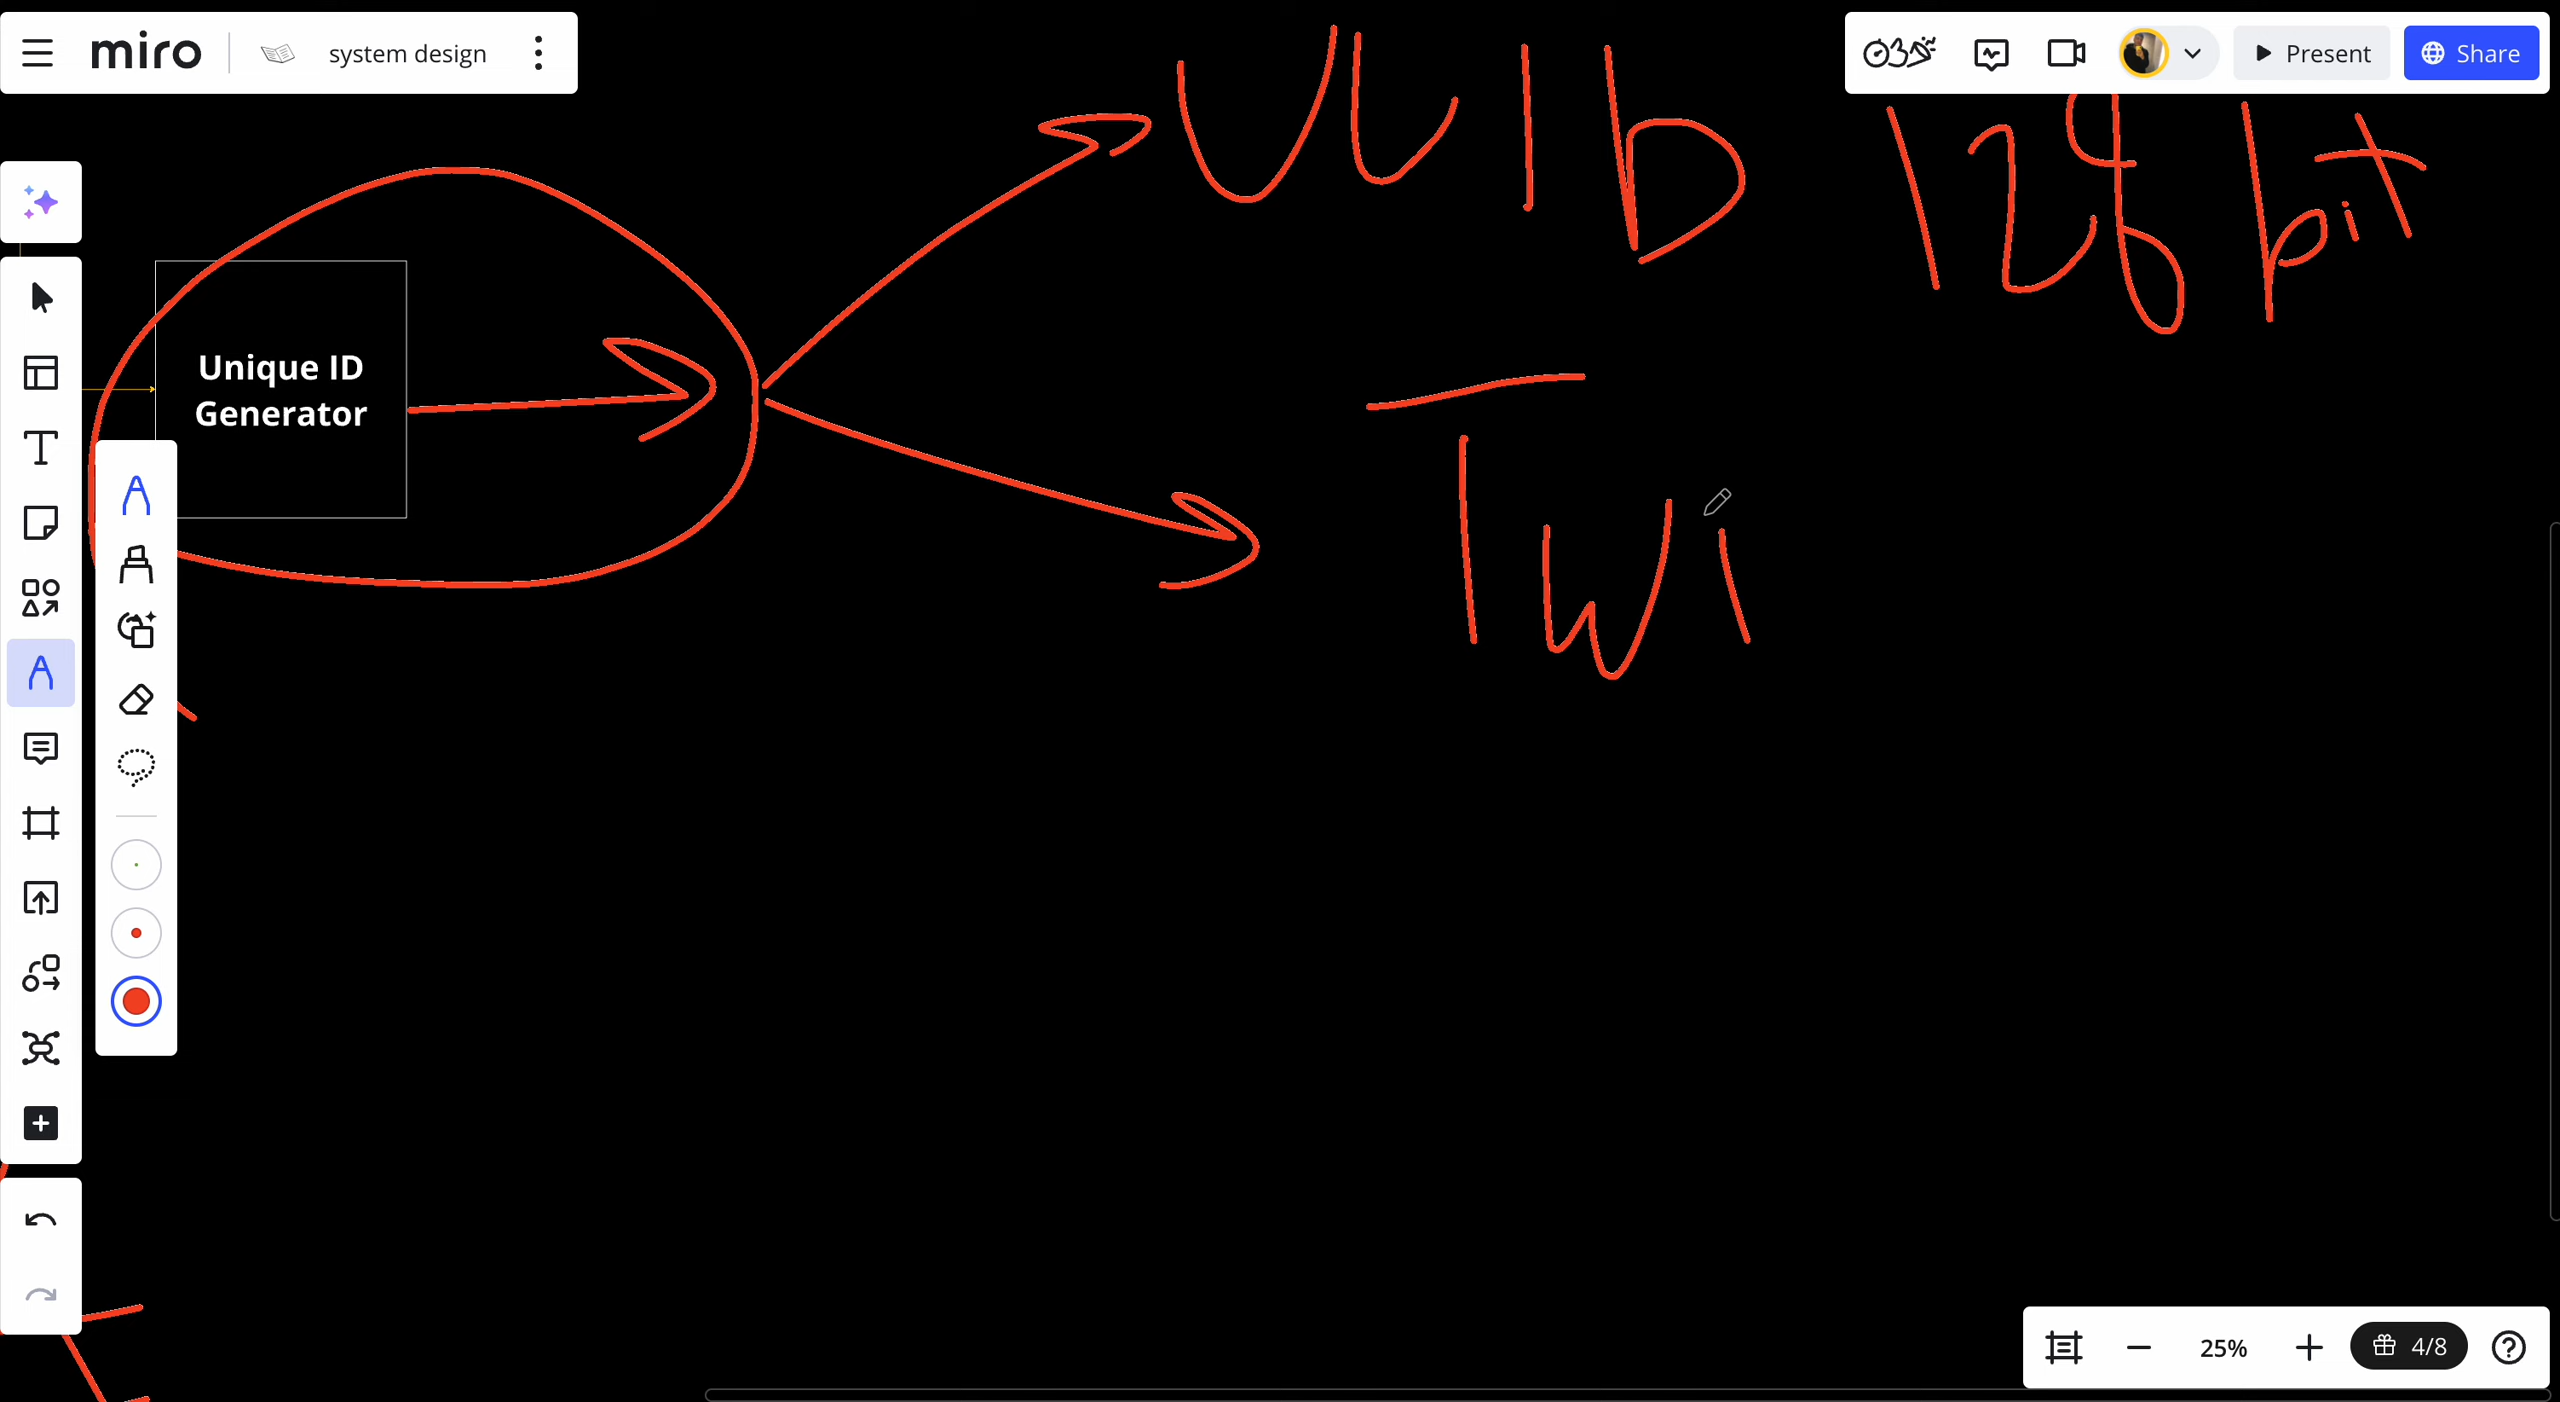 miro
system design
Present
Share
UUID 128 bit
Unique ID
Generator
Twi
25%
4/8